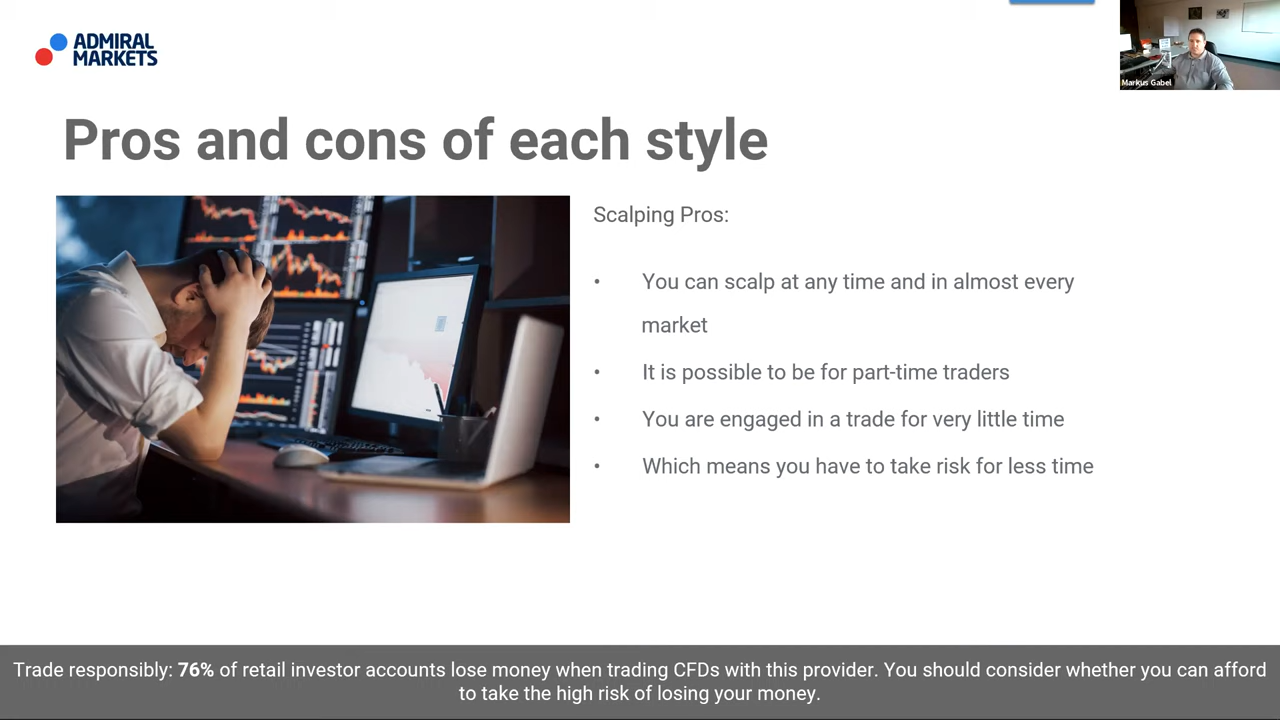 ADMIRAL
MARKETS
Markus Gabel
Pros and cons of each style
Scalping Pros:
• You can scalp at any time and in almost every
market
• It is possible to be for part-time traders
• You are engaged in a trade for very little time
• Which means you have to take risk for less time
Trade responsibly: 76% of retail investor accounts lose money when trading CFDs with this provider. You should consider whether you can afford
to take the high risk of losing your money.